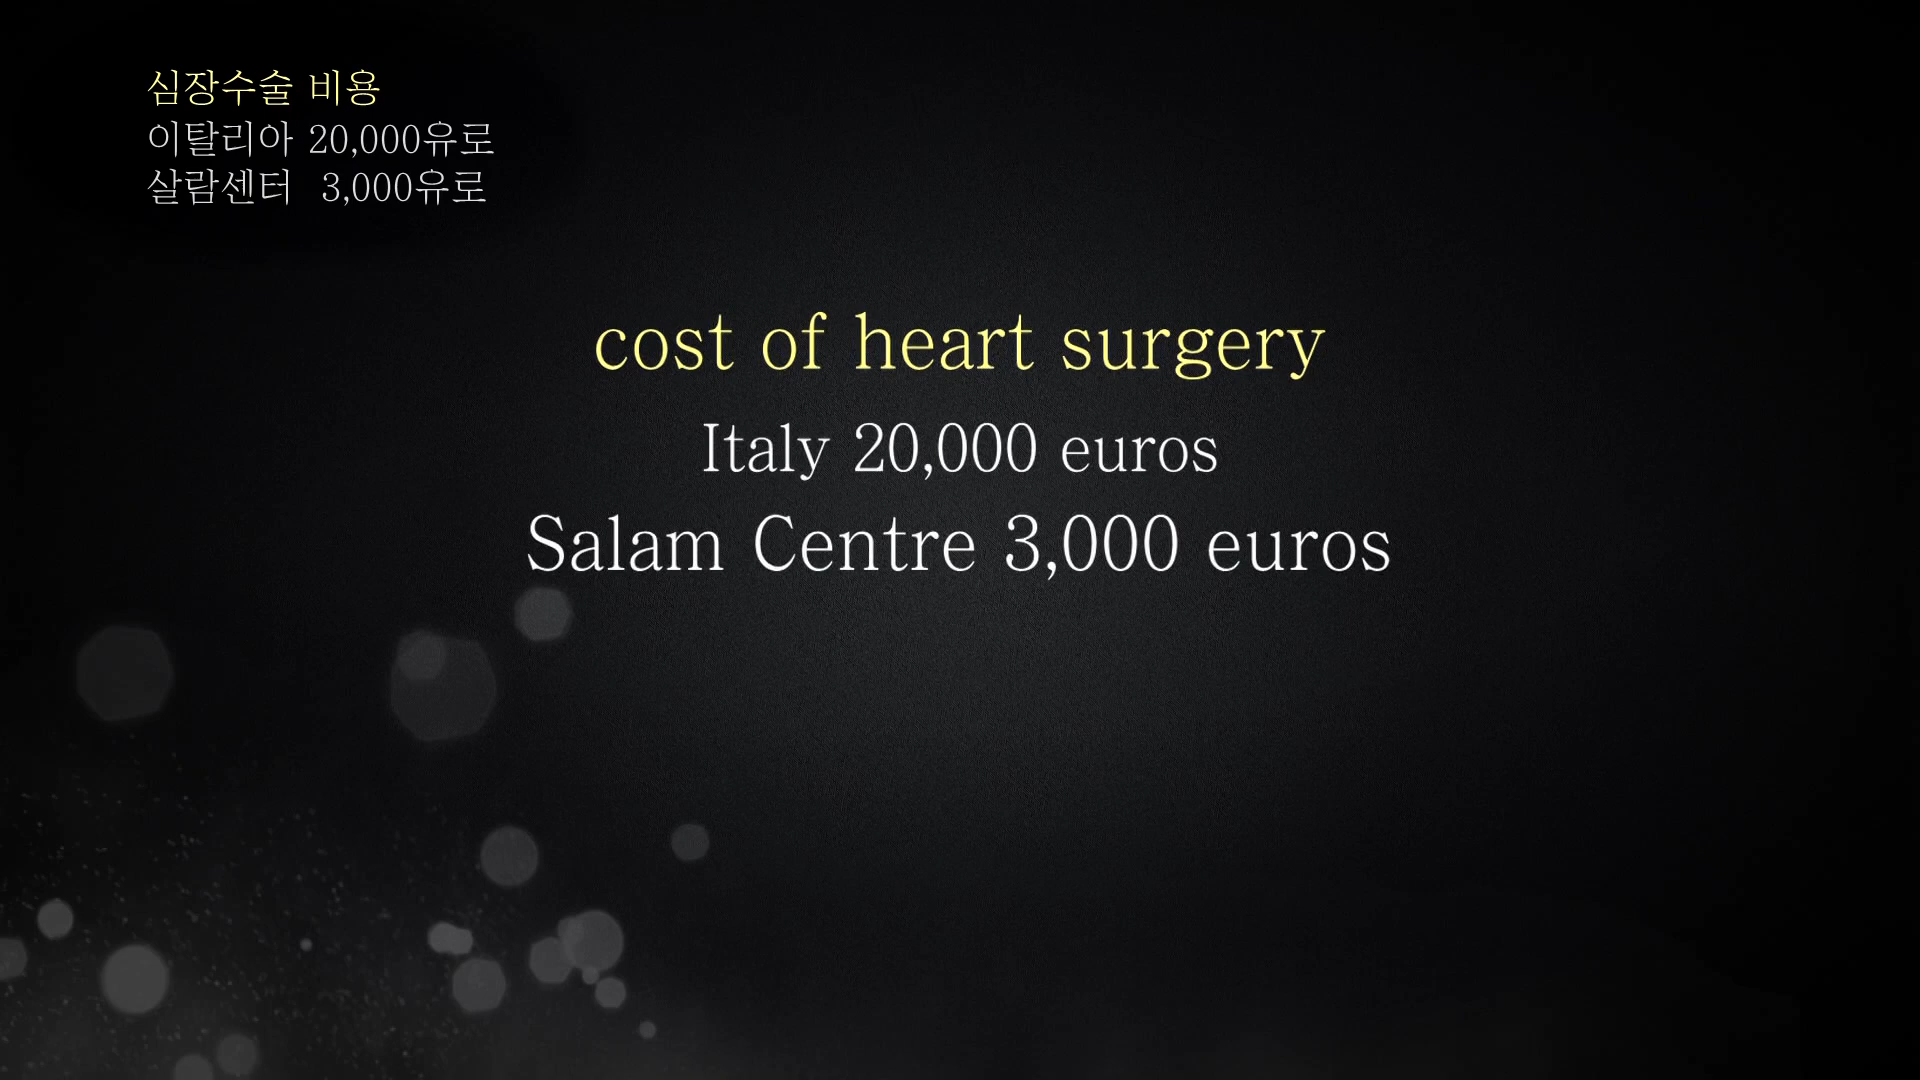 심장수술 비용
이탈리아 20,000유로
살람센터 3,000유로
cost of heart surgery
Italy 20,000 euros
Salam Centre 3,000 euros